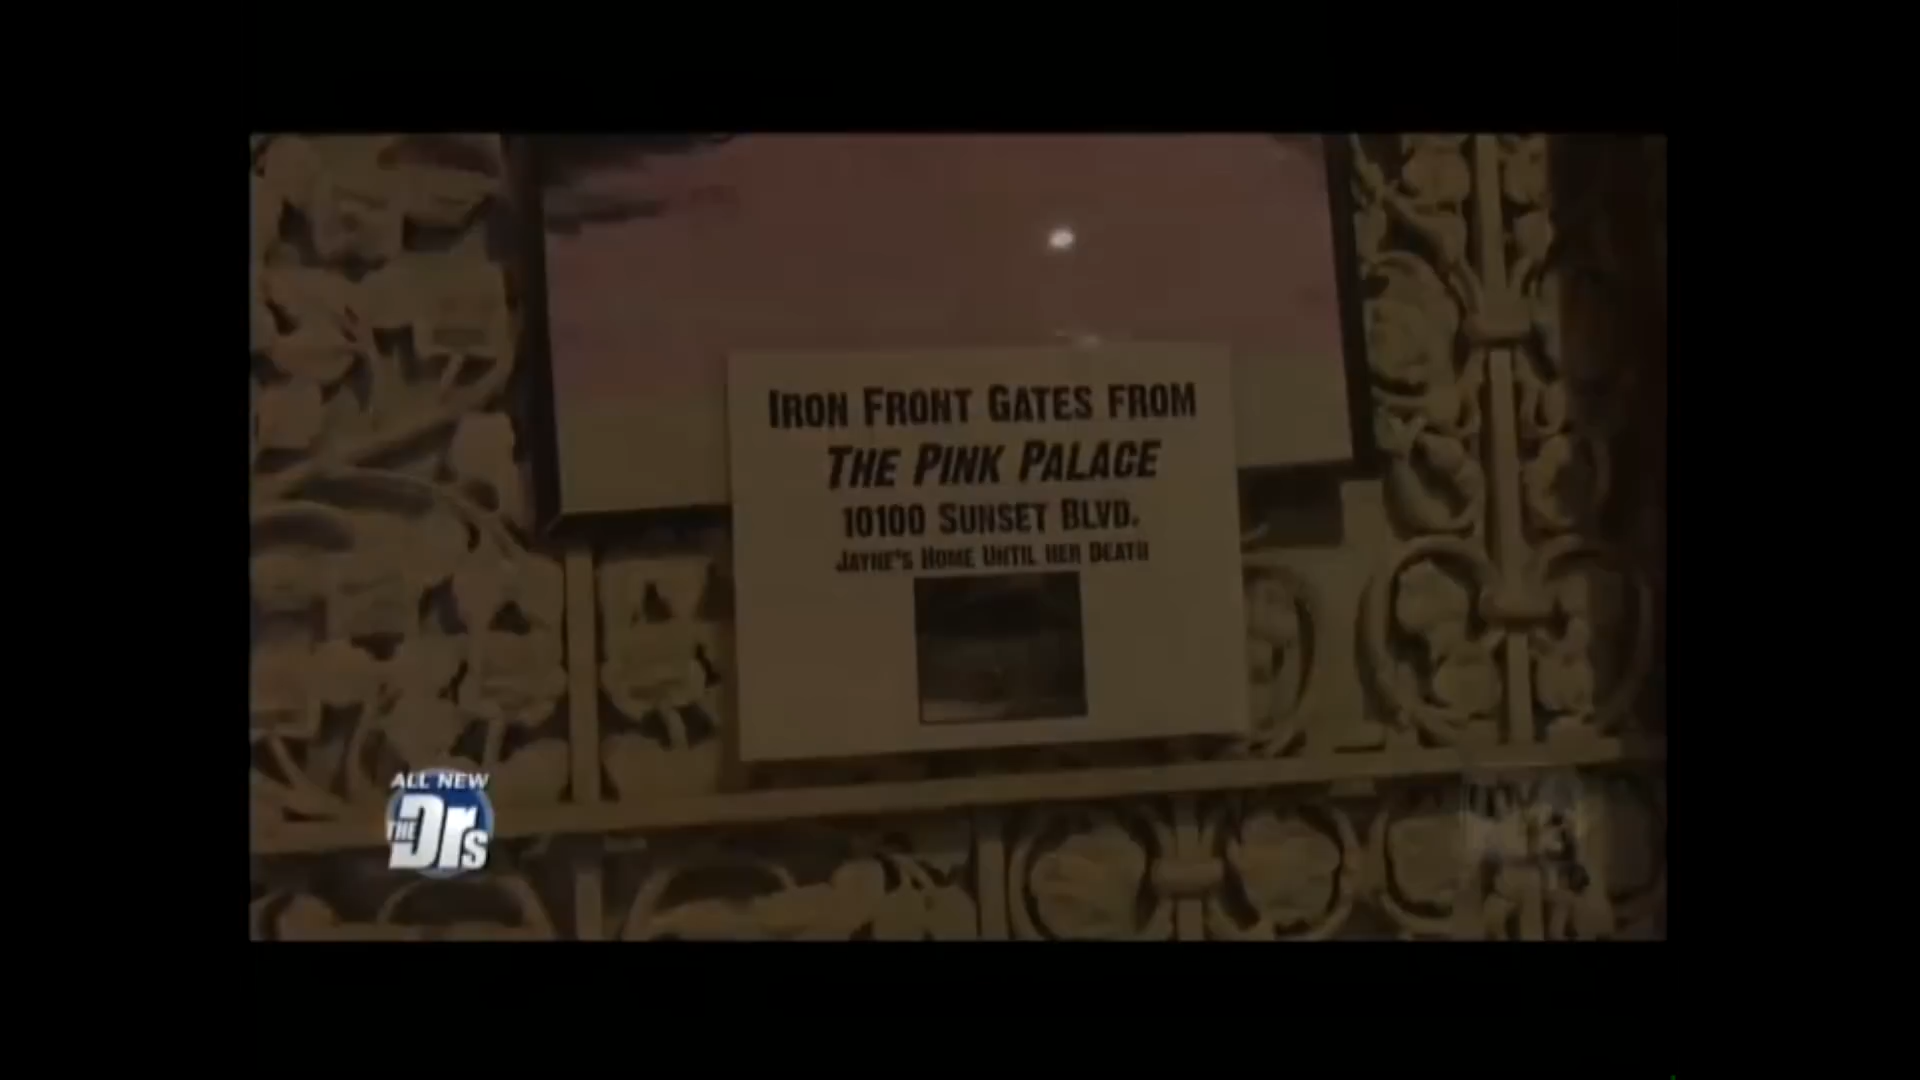 IRON FRONT GATES FROM
THE PINK PALACE
10100 SUNSET BLVD.
JAYNE'S HOME UNTIL HER DEATH
ALL NEW
THE Drs